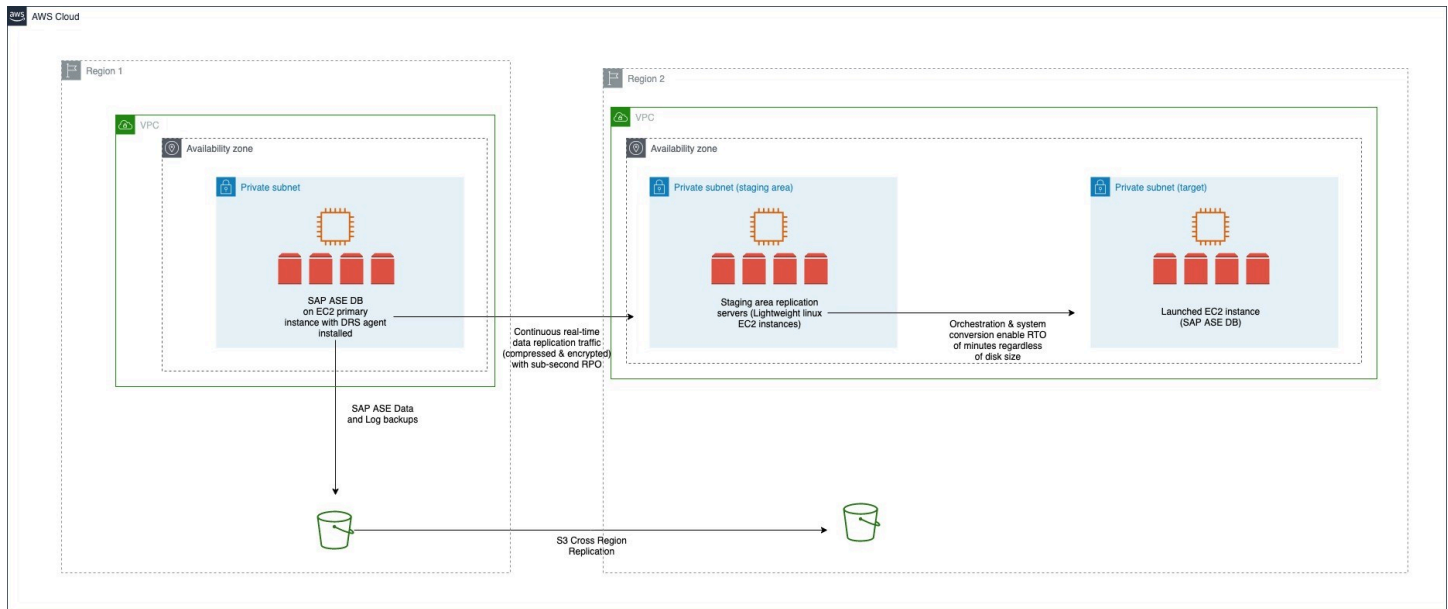 aws
AWS Cloud
Region 1
Region 2
VPC
VPC
Availability zone
Availability zone
Private subnet
Private subnet (staging area)
Private subnet (target)
SAP ASE DB
on EC2 primary
instance with DRS agent
installed
Continuous real-time
data replication traffic
(compressed & encrypted)
with sub-second RPO
Staging area replication
servers (Lightweight linux
EC2 instances)
Orchestration & system
conversion enable RTO
of minutes regardless
of disk size
Launched EC2 instance
(SAP ASE DB)
SAP ASE Data
and Log backups
S3 Cross Region
Replication